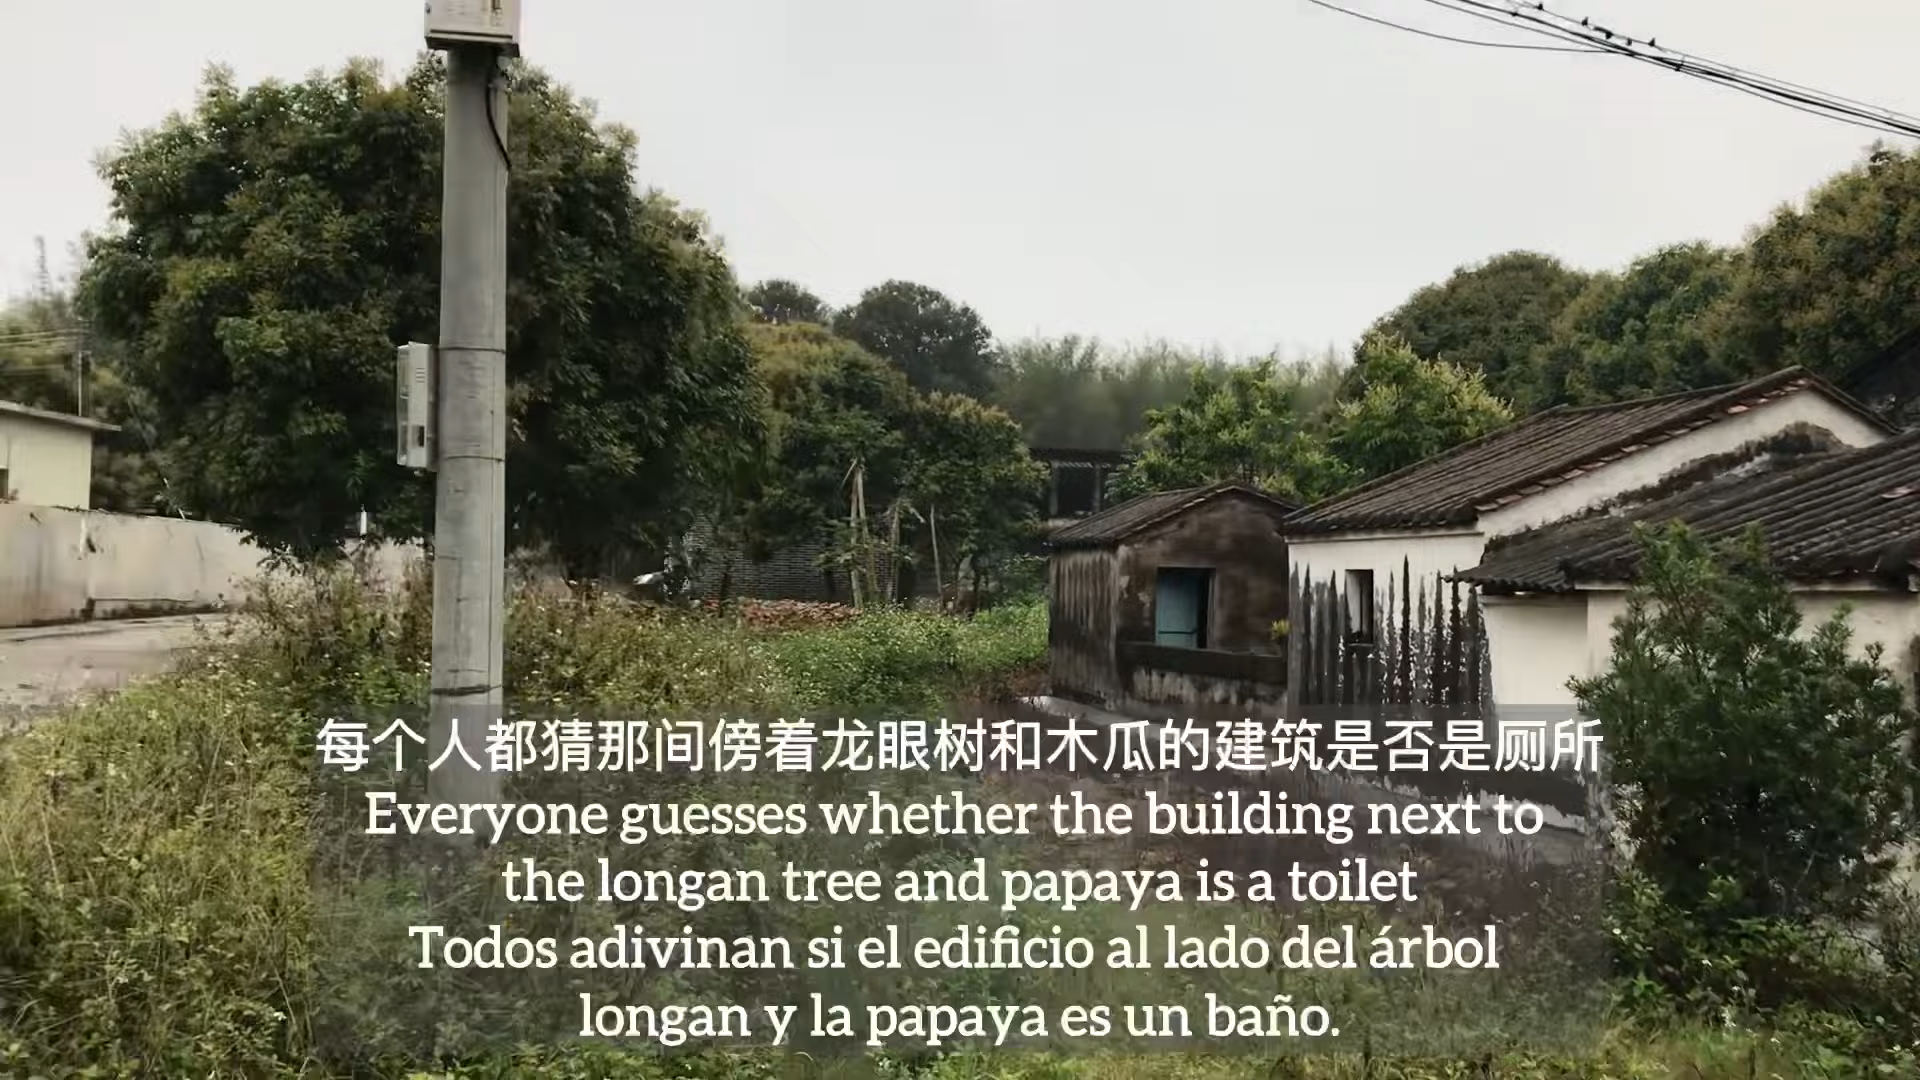 每个人都猜那间傍着龙眼树和木瓜的建筑是否是厕所
Everyone guesses whether the building next to
the longan tree and papaya is a toilet
Todos adivinan si el edificio al lado del árbol
longan y la papaya es un baño.